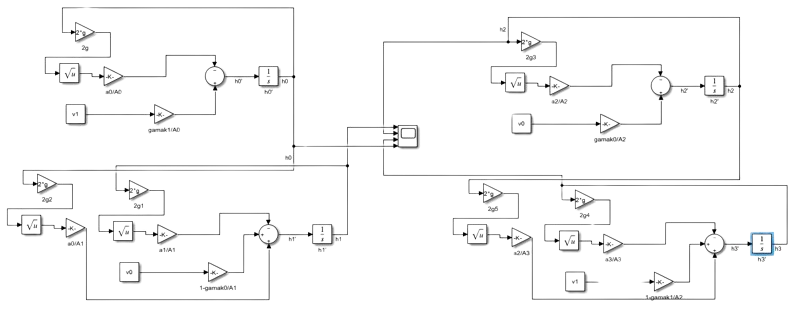 2*g
2g
√u
-K-
a0/A0
h0'
1
s
h0'
h0
v1
-K-
gamak1/A0
h0
2*g
2g2
√u
-K-
a0/A1
2*g
2g1
√u
-K-
a1/A1
h1'
1
s
h1'
h1
v0
-K-
1-gamak0/A1
h2
2*g
2g3
√u
-K-
a2/A2
h2'
1
s
h2'
h2
v0
-K-
gamak0/A2
2*g
2g5
√u
-K-
a2/A3
2*g
2g4
√u
-K-
a3/A3
h3'
1
s
h3'
h3
v1
-K-
1-gamak1/A2